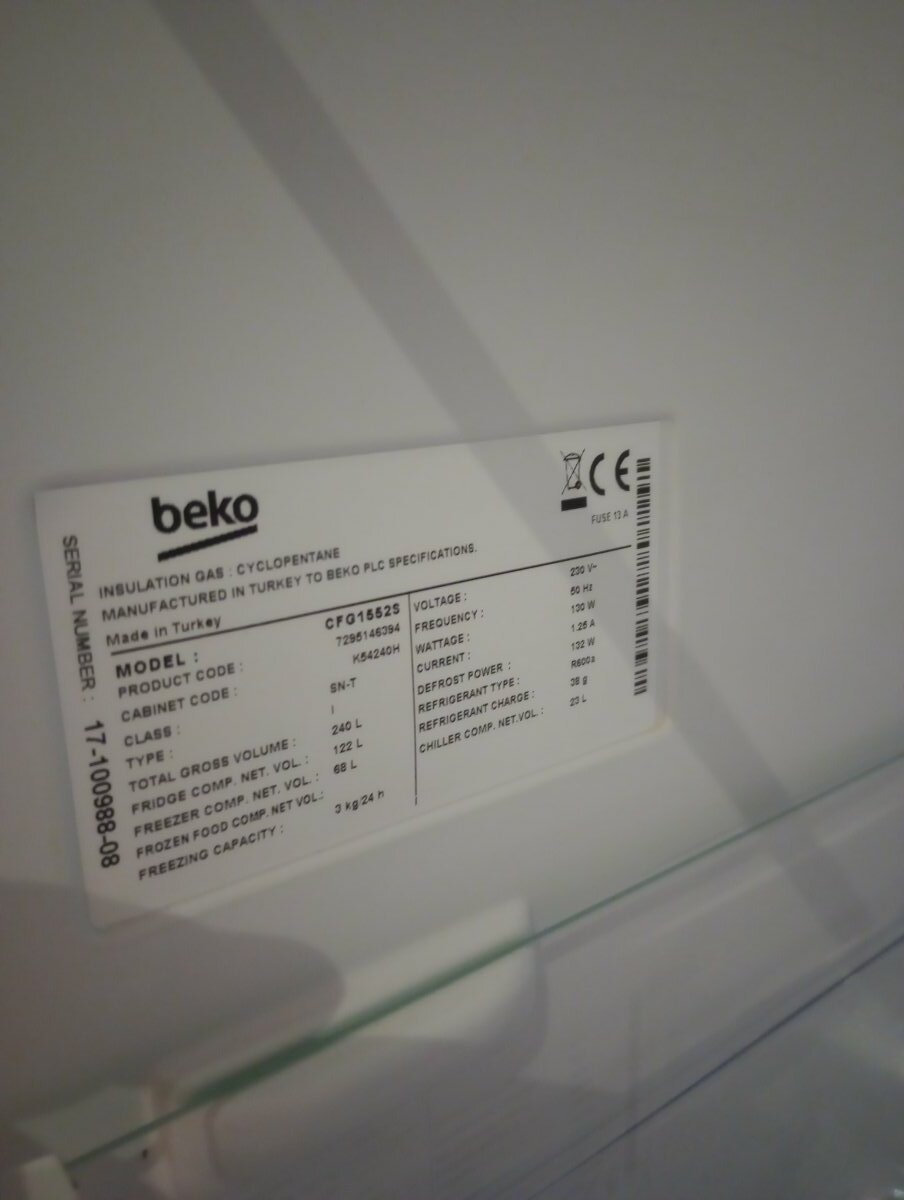 beko
CE
FUSE 13 A
INSULATION GAS : CYCLOPENTANE
MANUFACTURED IN TURKEY TO BEKO PLC SPECIFICATIONS.
Made in Turkey
MODEL : CFG1552S
PRODUCT CODE : 7295146394
CABINET CODE : K54240H
CLASS : SN-T
TYPE : I
TOTAL GROSS VOLUME : 240 L
FRIDGE COMP. NET. VOL. : 122 L
FREEZER COMP. NET. VOL. : 68 L
FROZEN FOOD COMP. NET VOL.:
FREEZING CAPACITY : 3 kg/24 h
VOLTAGE : 230 V~
FREQUENCY : 50 Hz
WATTAGE : 130 W
CURRENT : 1.25 A
DEFROST POWER : 132 W
REFRIGERANT TYPE : R600a
REFRIGERANT CHARGE : 38 g
CHILLER COMP. NET.VOL. : 23 L
SERIAL NUMBER : 17-100988-08